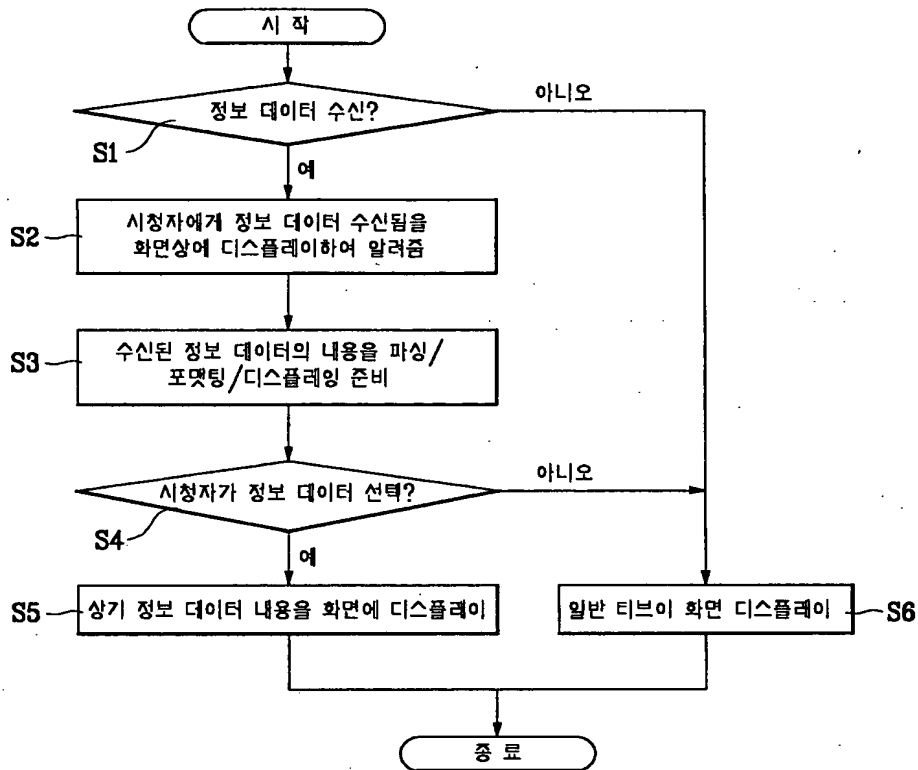 시 작
정보 데이터 수신?
아니오
S1
예
S2
시청자에게 정보 데이터 수신됨을
화면상에 디스플레이하여 알려줌
S3
수신된 정보 데이터의 내용을 파싱/
포맷팅/디스플레잉 준비
시청자가 정보 데이터 선택?
아니오
S4
예
S5
상기 정보 데이터 내용을 화면에 디스플레이
일반 티브이 화면 디스플레이
S6
종 료